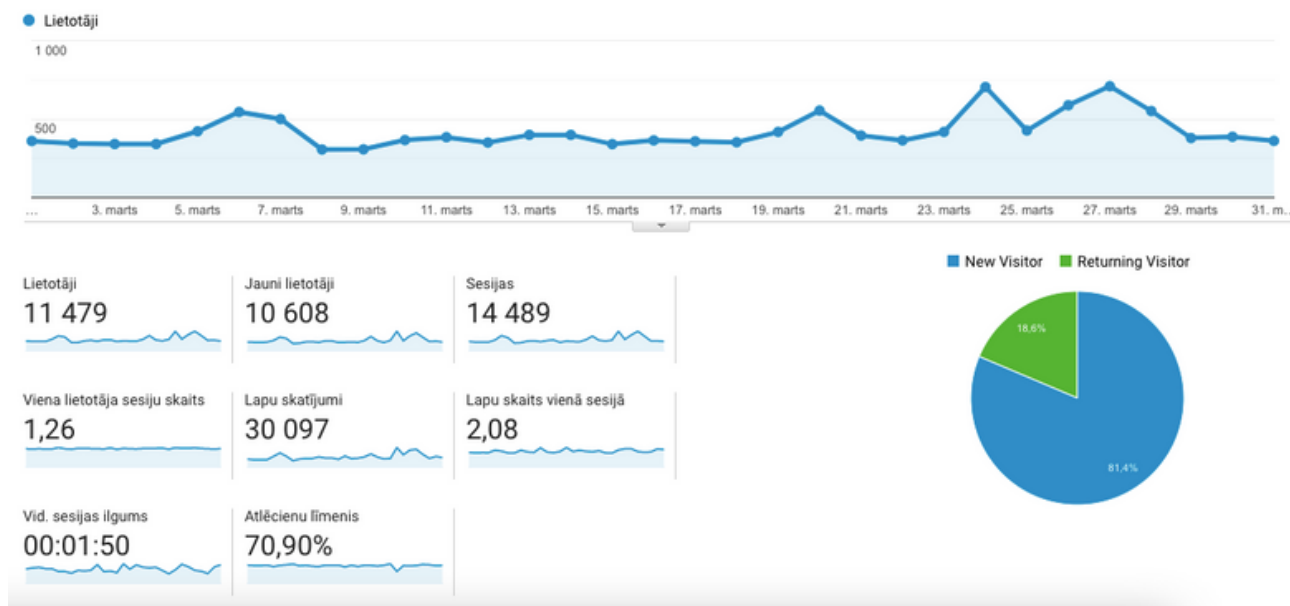 Lietotāji
1 000
500
... 3. marts 5. marts 7. marts 9. marts 11. marts 13. marts 15. marts 17. marts 19. marts 21. marts 23. marts 25. marts 27. marts 29. marts 31. m...
New Visitor Returning Visitor
Lietotāji
11 479
Jauni lietotāji
10 608
Sesijas
14 489
18,6%
81,4%
Viena lietotāja sesiju skaits
1,26
Lapu skatījumi
30 097
Lapu skaits vienā sesijā
2,08
Vid. sesijas ilgums
00:01:50
Atlēcienu līmenis
70,90%